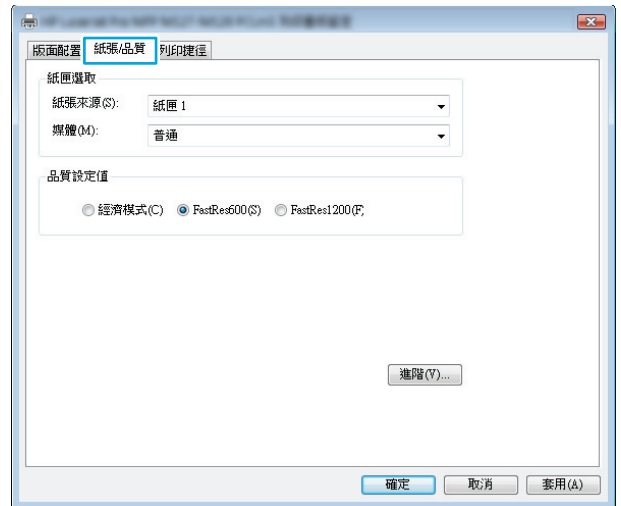 版面配置 紙張/品質 列印捷徑
紙匣選取
紙張來源(S): 紙匣 1
媒體(M): 普通
品質設定值
經濟模式(C) FastRes600(S) FastRes1200(F;
進階(V)...
確定 取消 套用(A)